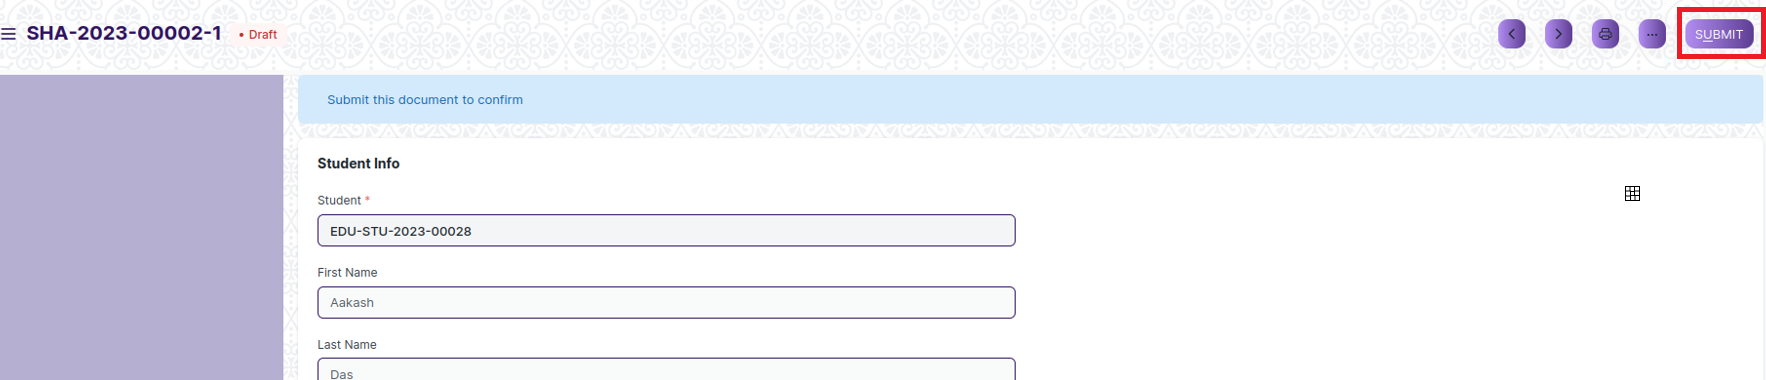 SHA-2023-00002-1 • Draft ... SUBMIT
Submit this document to confirm
Student Info
Student *
EDU-STU-2023-00028
First Name
Aakash
Last Name
Das